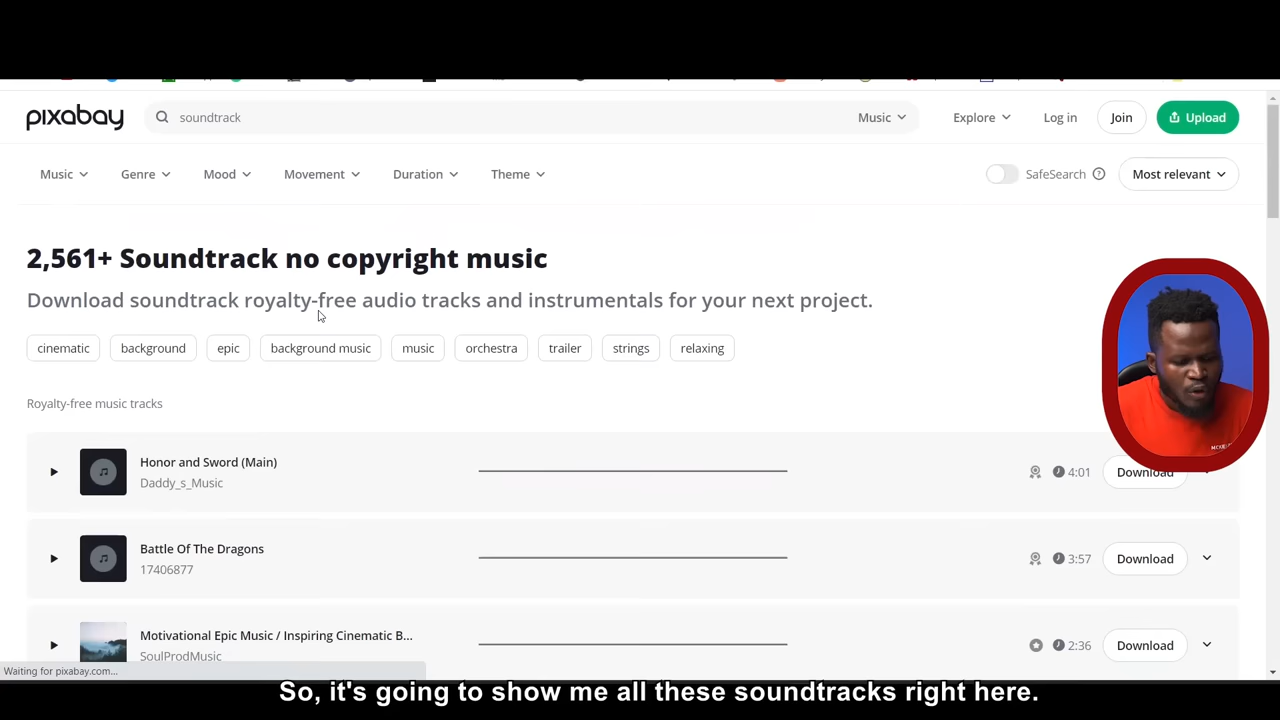 pixabay
soundtrack
Music
Explore
Log in
Join
Upload
Music
Genre
Mood
Movement
Duration
Theme
SafeSearch
Most relevant
2,561+ Soundtrack no copyright music
Download soundtrack royalty-free audio tracks and instrumentals for your next project.
cinematic
background
epic
background music
music
orchestra
trailer
strings
relaxing
Royalty-free music tracks
Honor and Sword (Main)
Daddy_s_Music
4:01
Download
Battle Of The Dragons
17406877
3:57
Download
Motivational Epic Music / Inspiring Cinematic B...
SoulProdMusic
2:36
Download
Waiting for pixabay.com...
So, it's going to show me all these soundtracks right here.